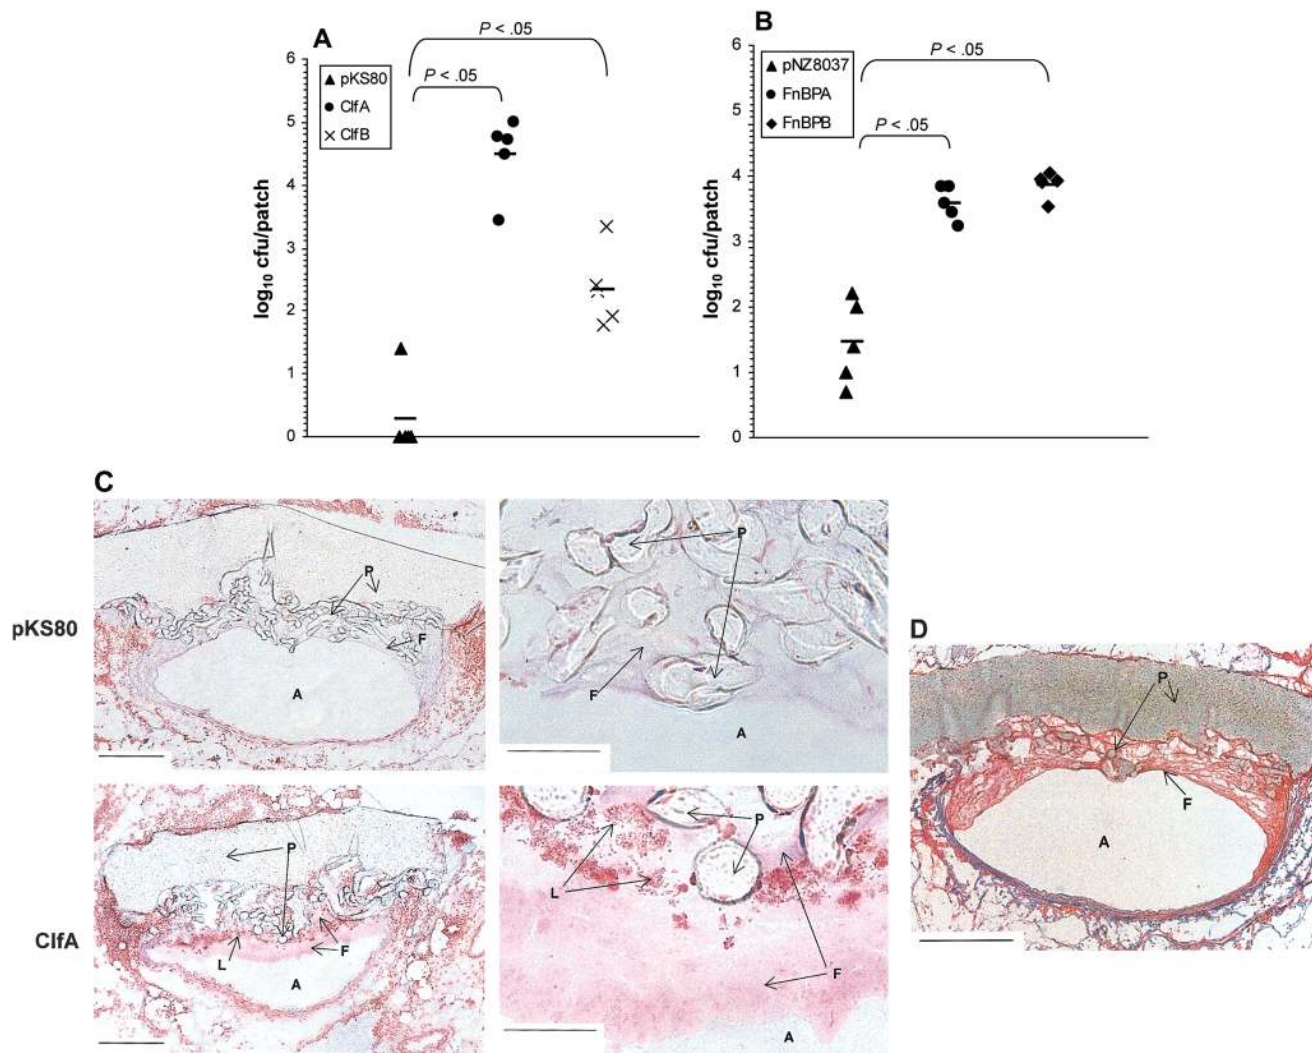 A
P < .05
P < .05
pKS80
ClfA
ClfB
log10 cfu/patch
6
5
4
3
2
1
0
B
P < .05
P < .05
pNZ8037
FnBPA
FnBPB
log10 cfu/patch
6
5
4
3
2
1
0
C
pKS80
P
F
A
P
F
A
ClfA
P
L
F
A
P
L
F
A
D
P
F
A